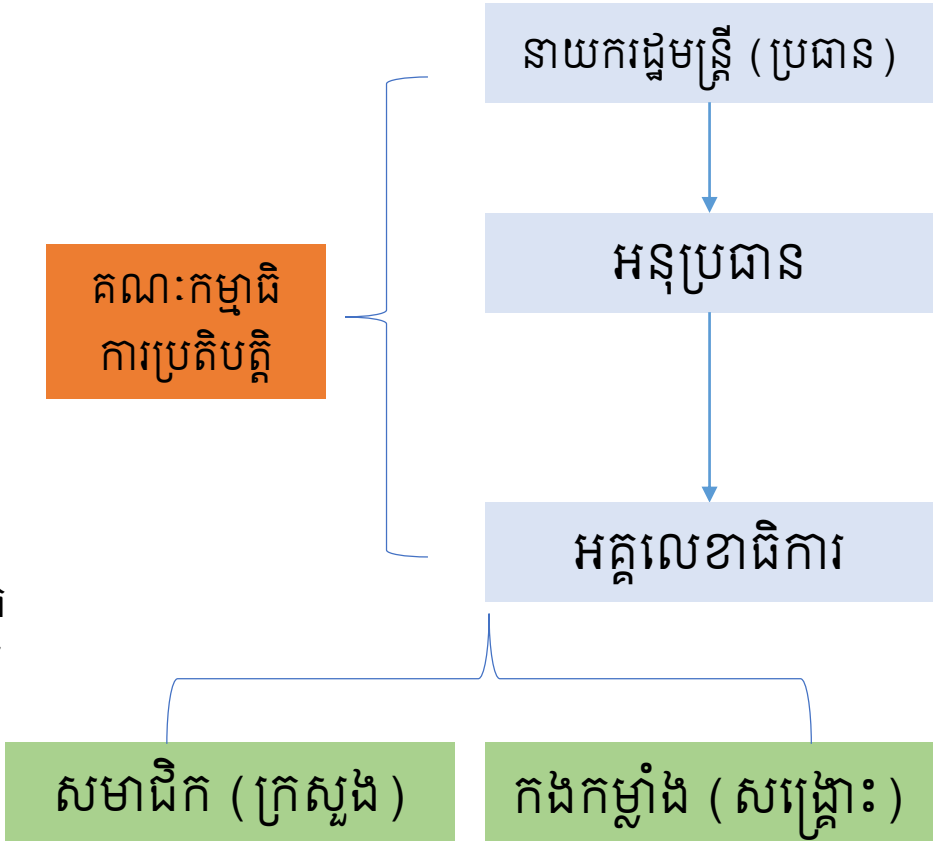 នាយករដ្ឋមន្ត្រី (ប្រធាន)
អនុប្រធាន
គណៈកម្មាធិ
ការប្រតិបត្តិ
អគ្គលេខាធិការ
សមាជិក (ក្រសួង)
កងកម្លាំង (សង្គ្រោះ)